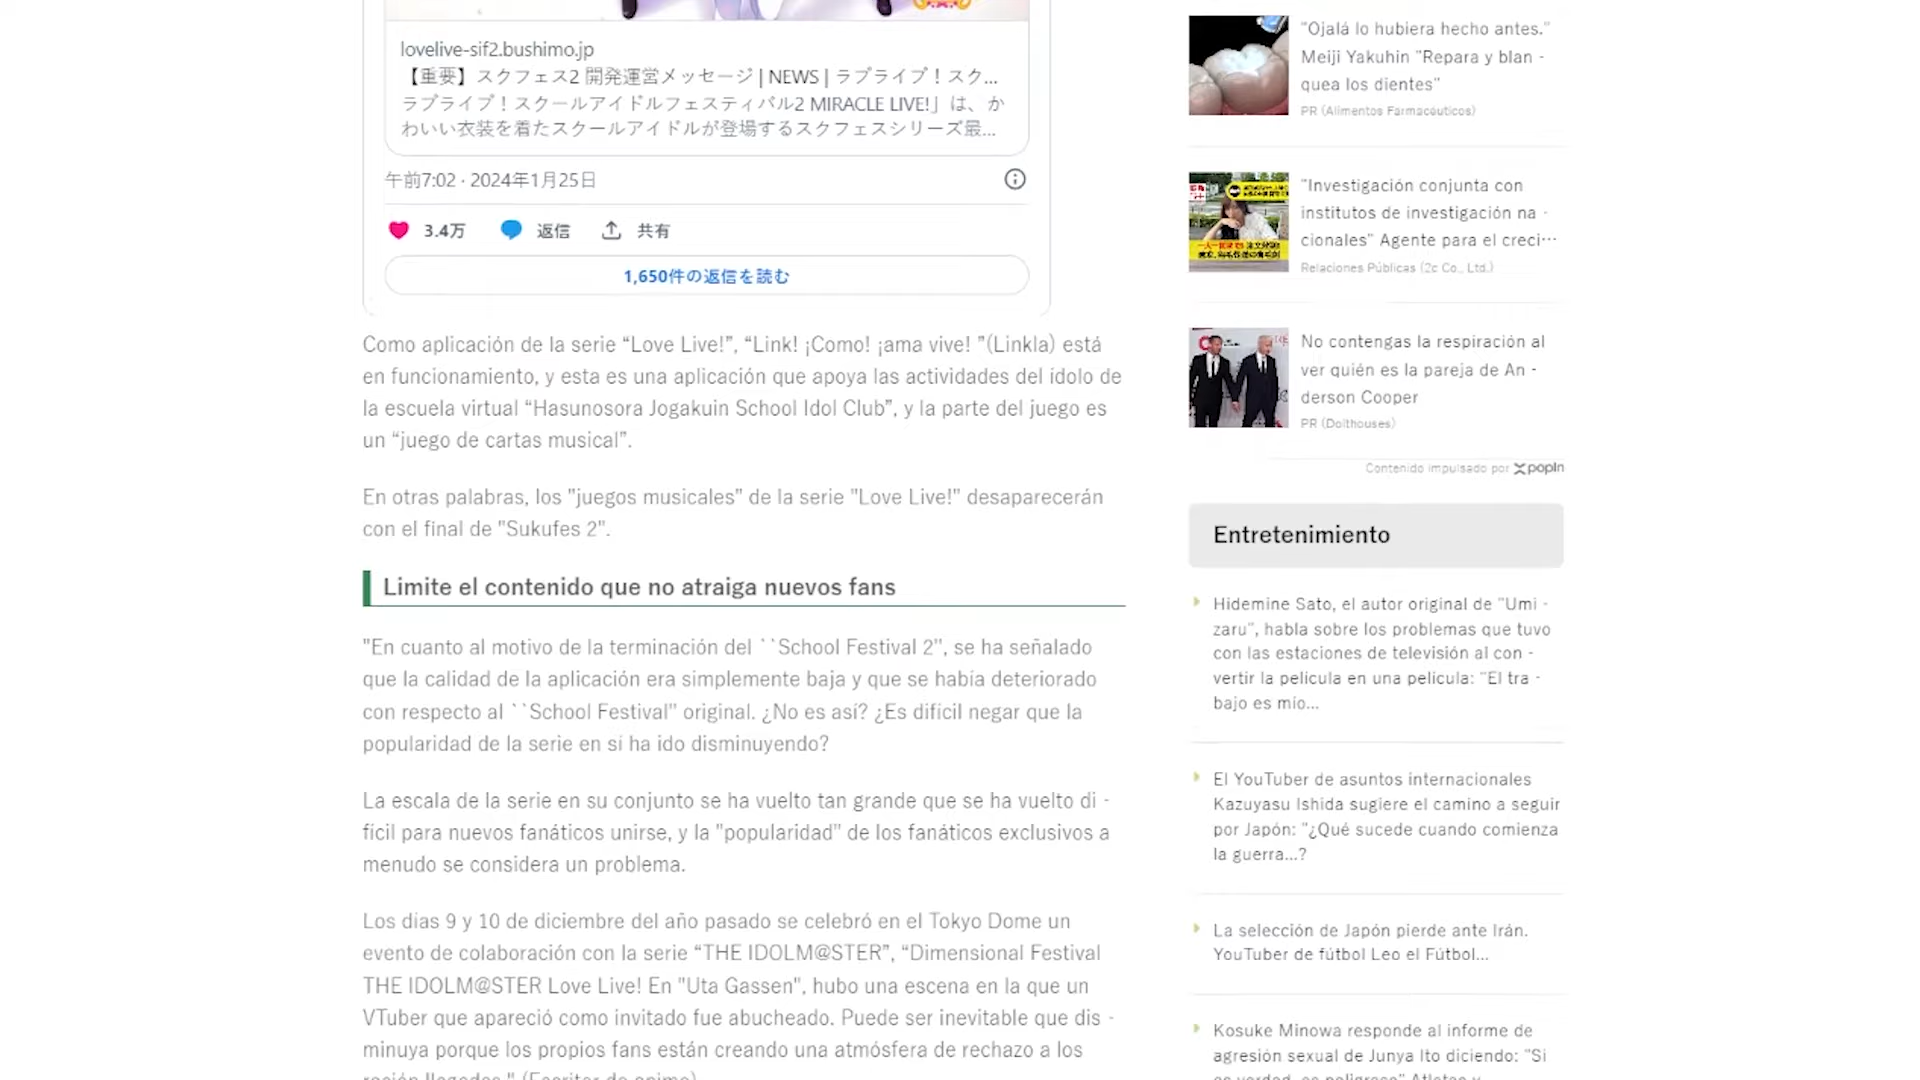 lovelive-sif2.bushimo.jp
【重要】スクフェス2 開発運営メッセージ | NEWS | ラブライブ！スク...
ラブライブ！スクールアイドルフェスティバル2 MIRACLE LIVE!」は、か
わいい衣装を着たスクールアイドルが登場するスクフェスシリーズ最...
午前7:02 · 2024年1月25日
3.4万 返信 共有
1,650件の返信を読む
Como aplicación de la serie “Love Live!”, “Link! ¡Como! ¡ama vive! ”(Linkla) está
en funcionamiento, y esta es una aplicación que apoya las actividades del ídolo de
la escuela virtual “Hasunosora Jogakuin School Idol Club”, y la parte del juego es
un “juego de cartas musical”.
En otras palabras, los "juegos musicales" de la serie "Love Live!" desaparecerán
con el final de "Sukufes 2".
Limite el contenido que no atraiga nuevos fans
"En cuanto al motivo de la terminación del ``School Festival 2'', se ha señalado
que la calidad de la aplicación era simplemente baja y que se había deteriorado
con respecto al ``School Festival'' original. ¿No es así? ¿Es difícil negar que la
popularidad de la serie en sí ha ido disminuyendo?
La escala de la serie en su conjunto se ha vuelto tan grande que se ha vuelto di -
fícil para nuevos fanáticos unirse, y la "popularidad" de los fanáticos exclusivos a
menudo se considera un problema.
Los días 9 y 10 de diciembre del año pasado se celebró en el Tokyo Dome un
evento de colaboración con la serie “THE IDOLM@STER”, “Dimensional Festival
THE IDOLM@STER Love Live! En "Uta Gassen", hubo una escena en la que un
VTuber que apareció como invitado fue abucheado. Puede ser inevitable que dis -
minuya porque los propios fans están creando una atmósfera de rechazo a los
recién llegados." (Escritor de anime)
"Ojalá lo hubiera hecho antes."
Meiji Yakuhin "Repara y blan -
quea los dientes"
PR (Alimentos Farmacéuticos)
"Investigación conjunta con
institutos de investigación na -
cionales" Agente para el creci…
Relaciones Públicas (2c Co., Ltd.)
No contengas la respiración al
ver quién es la pareja de An -
derson Cooper
PR (Dolthouses)
Contenido impulsado por popIn
Entretenimiento
Hidemine Sato, el autor original de "Umi -
zaru", habla sobre los problemas que tuvo
con las estaciones de televisión al con -
vertir la película en una película: "El tra -
bajo es mío...
El YouTuber de asuntos internacionales
Kazuyasu Ishida sugiere el camino a seguir
por Japón: "¿Qué sucede cuando comienza
la guerra...?
La selección de Japón pierde ante Irán.
YouTuber de fútbol Leo el Fútbol...
Kosuke Minowa responde al informe de
agresión sexual de Junya Ito diciendo: "Si
es verdad, es peligroso" Atletas y